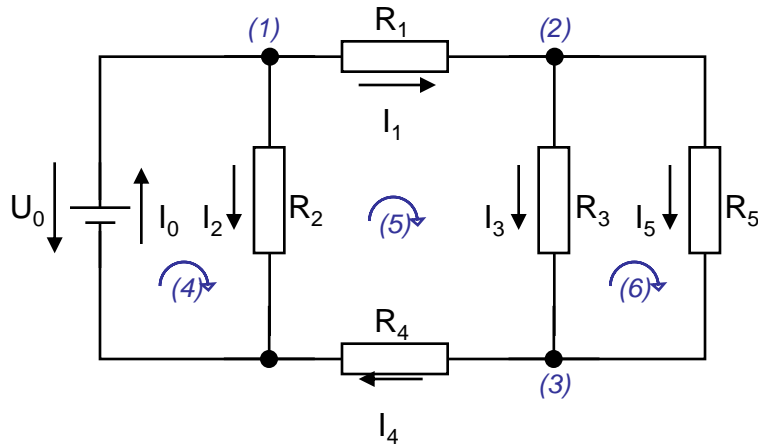 (1)
R₁
(2)
I₁
U₀
I₀
I₂
R₂
(5)
I₃
R₃
I₅
R₅
(4)
(6)
R₄
(3)
I₄